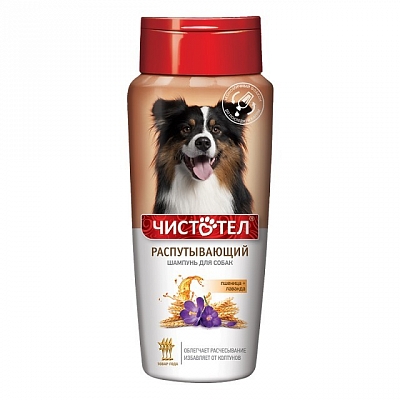 ЧИСТОТЕЛ®
РАСПУТЫВАЮЩИЙ
ШАМПУНЬ ДЛЯ СОБАК
пшеница +
лаванда
ОБЛЕГЧАЕТ РАСЧЕСЫВАНИЕ
ИЗБАВЛЯЕТ ОТ КОЛТУНОВ